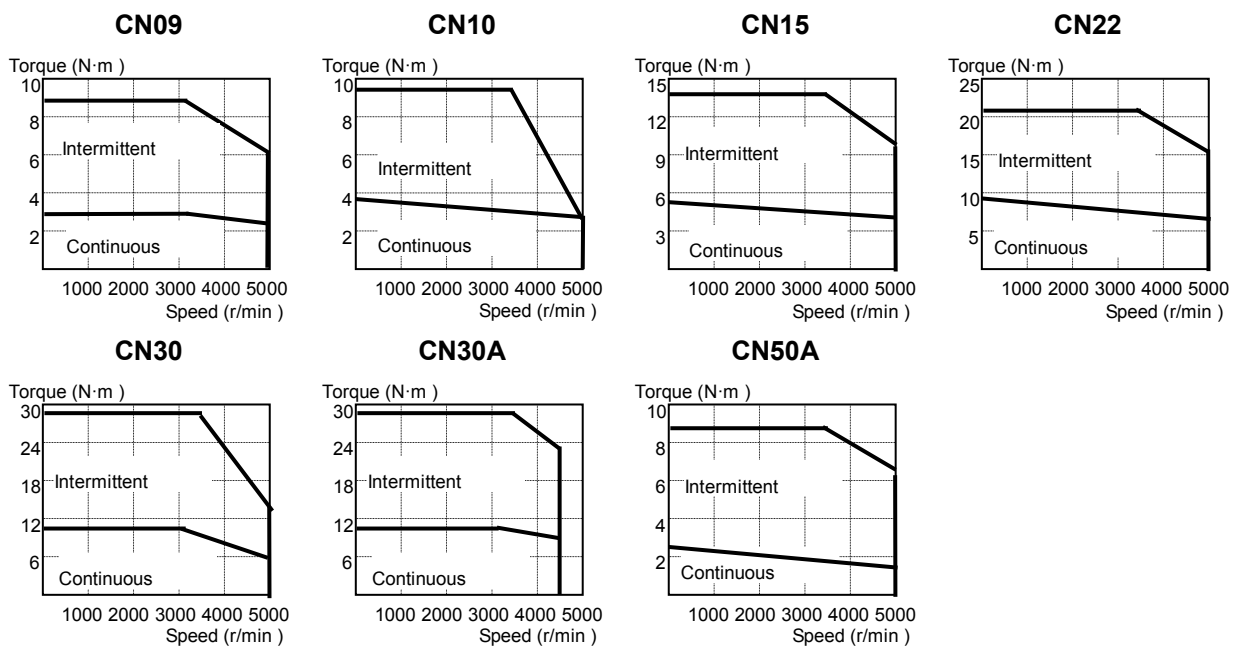 CN09
Torque (N·m )
10
8
6
4
2
Intermittent
Continuous
1000 2000 3000 4000 5000
Speed (r/min )
CN10
Torque (N·m )
10
8
6
4
2
Intermittent
Continuous
1000 2000 3000 4000 5000
Speed (r/min )
CN15
Torque (N·m )
15
12
9
6
3
Intermittent
Continuous
1000 2000 3000 4000 5000
Speed (r/min )
CN22
Torque (N·m )
25
20
15
10
5
Intermittent
Continuous
1000 2000 3000 4000 5000
Speed (r/min )
CN30
Torque (N·m )
30
24
18
12
6
Intermittent
Continuous
1000 2000 3000 4000 5000
Speed (r/min )
CN30A
Torque (N·m )
30
24
18
12
6
Intermittent
Continuous
1000 2000 3000 4000 5000
Speed (r/min )
CN50A
Torque (N·m )
10
8
6
4
2
Intermittent
Continuous
1000 2000 3000 4000 5000
Speed (r/min )